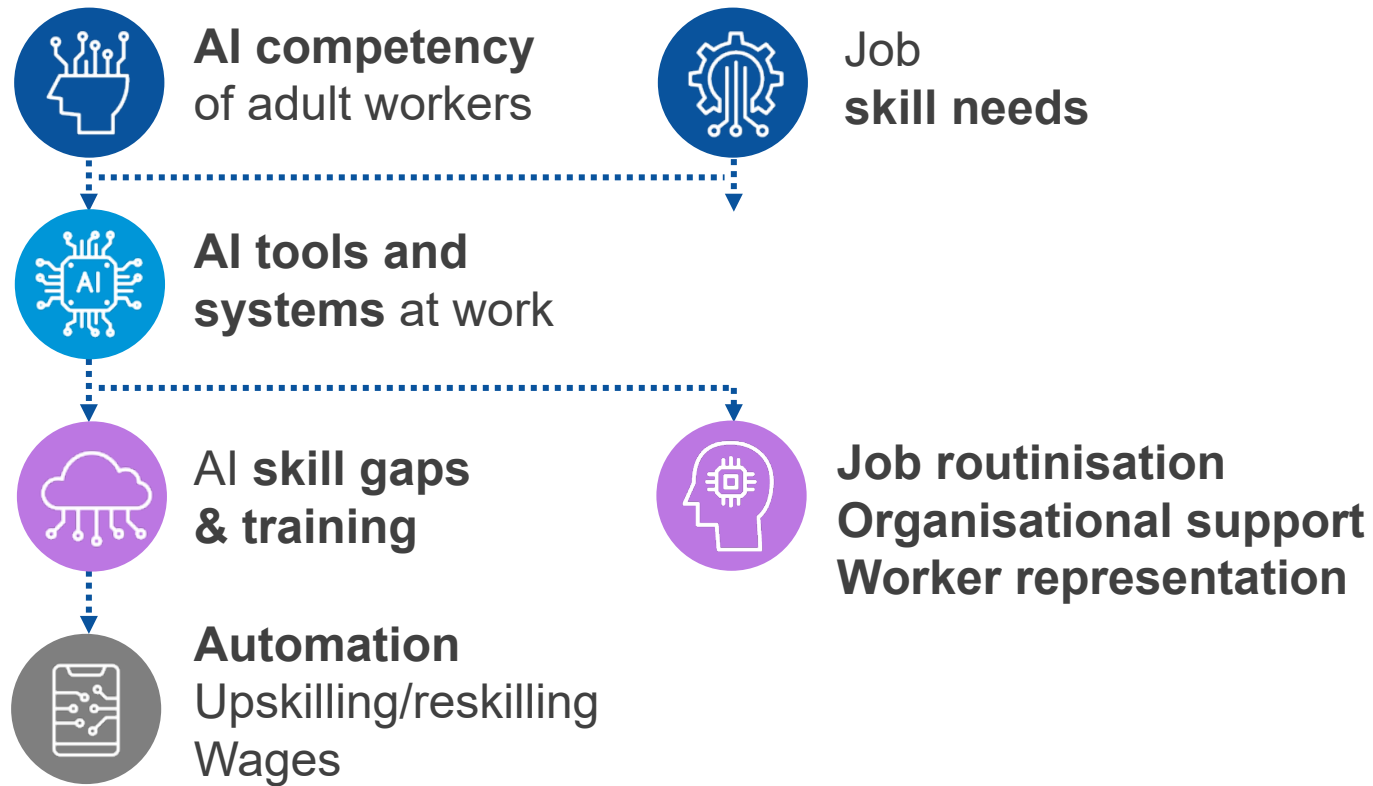 AI competency
of adult workers
Job
skill needs
AI
AI tools and
systems at work
AI skill gaps
& training
Job routinisation
Organisational support
Worker representation
Automation
Upskilling/reskilling
Wages